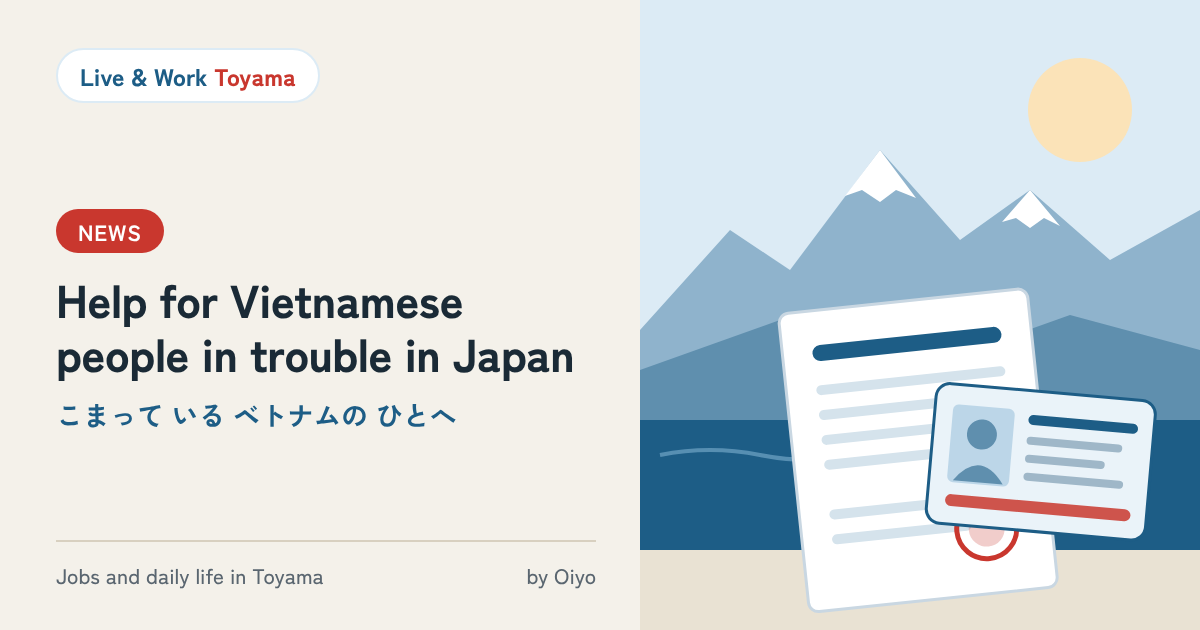 Live & Work Toyama
NEWS
Help for Vietnamese
people in trouble in Japan
こまって いる ベトナムの ひとへ
Jobs and daily life in Toyama
by Oiyo